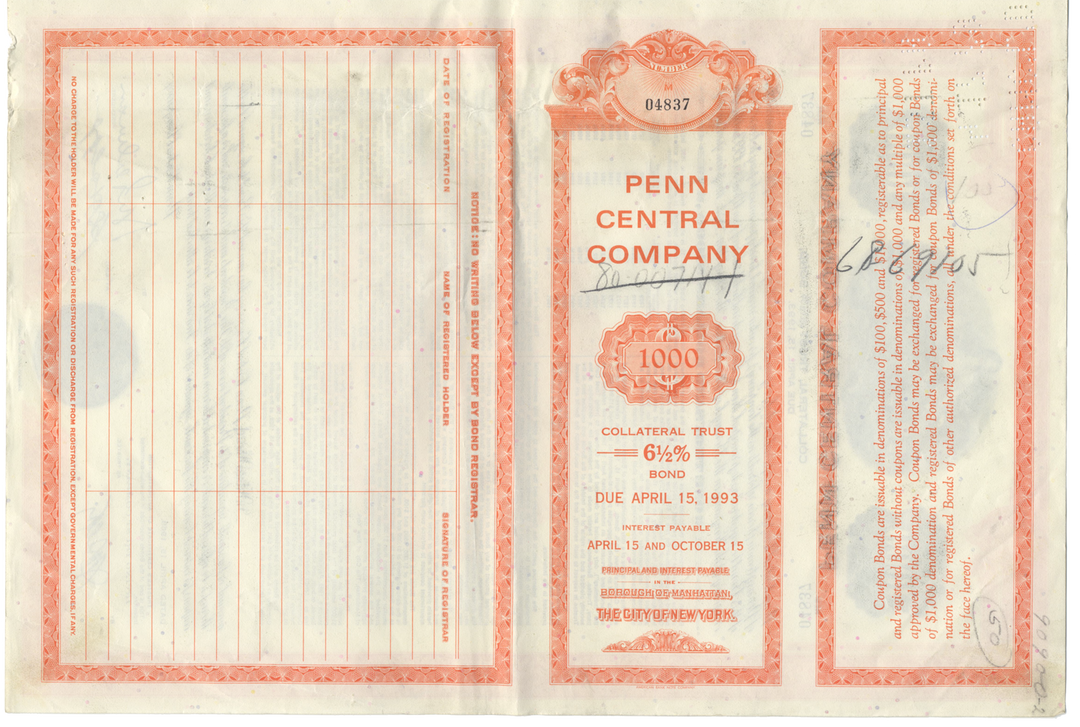 NO CHARGE TO THE HOLDER WILL BE MADE FOR ANY SUCH REGISTRATION OR DISCHARGE FROM REGISTRATION, EXCEPT GOVERNMENTAL CHARGES, IF ANY.
NOTICE: NO WRITING BELOW EXCEPT BY BOND REGISTRAR.
DATE OF REGISTRATION
NAME OF REGISTERED HOLDER
SIGNATURE OF REGISTRAR
NUMBER
M
04837
PENN
CENTRAL
COMPANY
$
1000
COLLATERAL TRUST
6½%
BOND
DUE APRIL 15, 1993
INTEREST PAYABLE
APRIL 15 AND OCTOBER 15
PRINCIPAL AND INTEREST PAYABLE
IN THE
BOROUGH OF MANHATTAN,
THE CITY OF NEW YORK.
AMERICAN BANK NOTE COMPANY
Coupon Bonds are issuable in denominations of $100, $500 and $1,000, registerable as to principal
and registered Bonds without coupons are issuable in denominations of $1,000 and any multiple of $1,000
approved by the Company. Coupon Bonds may be exchanged for registered Bonds or for coupon Bonds
of $1,000 denomination and registered Bonds may be exchanged for coupon Bonds of $1,000 denomi-
nation or for registered Bonds of other authorized denominations, all under the conditions set forth on
the face hereof.
50